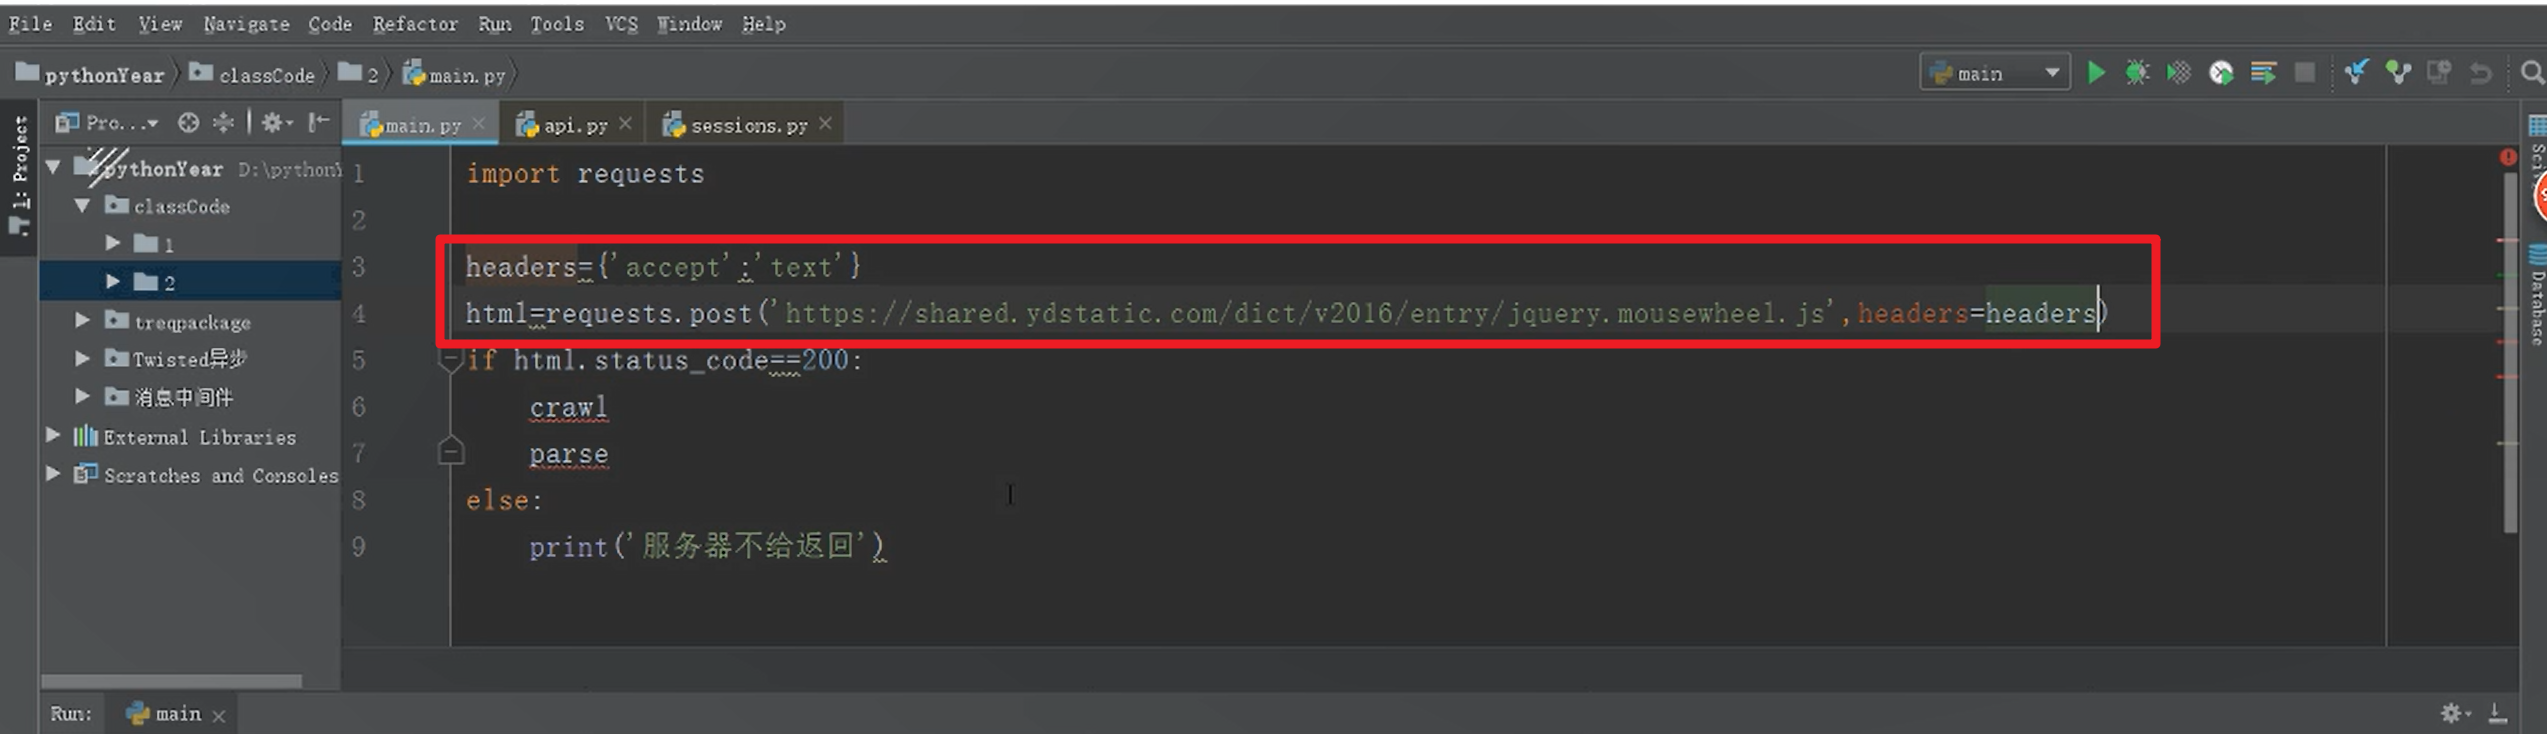 File Edit View Navigate Code Refactor Run Tools VCS Window Help
pythonYear classCode 2 main.py main
1: Project Pro... main.py api.py sessions.py
pythonYear D:\python
classCode
1
2
treqpackage
Twisted异步
消息中间件
External Libraries
Scratches and Consoles
1 import requests
2
3 headers={'accept':'text'}
4 html=requests.post('https://shared.ydstatic.com/dict/v2016/entry/jquery.mousewheel.js',headers=headers)
5 if html.status_code==200:
6 crawl
7 parse
8 else:
9 print('服务器不给返回')
Database
Run: main